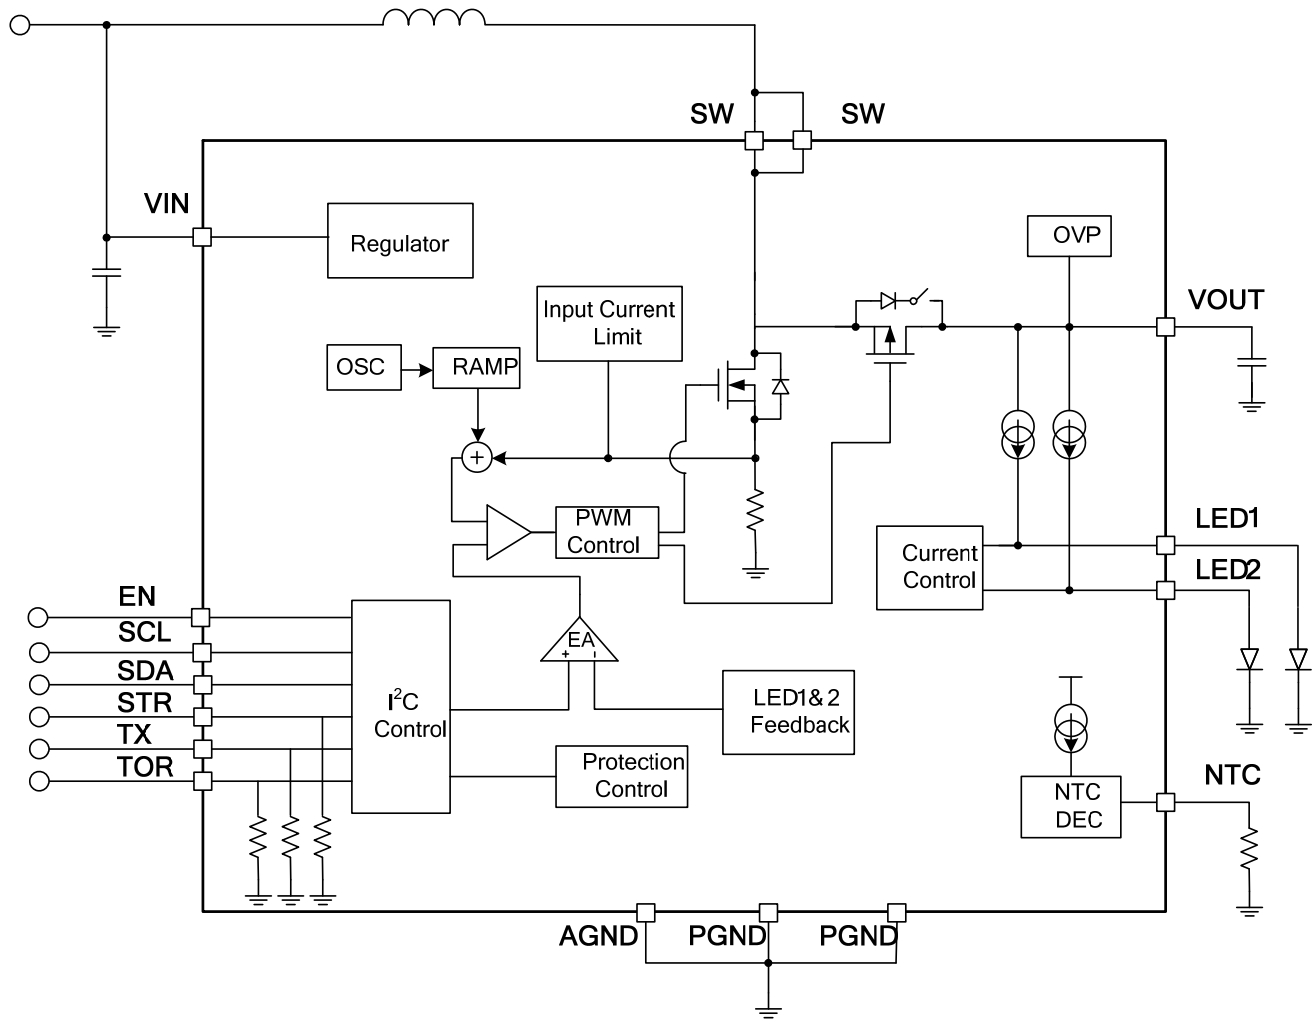 SW
SW
VIN
Regulator
OVP
VOUT
Input Current
Limit
OSC
RAMP
+
PWM
Control
Current
Control
LED1
LED2
EN
SCL
SDA
STR
TX
TOR
I²C
Control
EA
+ -
LED1& 2
Feedback
Protection
Control
NTC
DEC
NTC
AGND
PGND
PGND